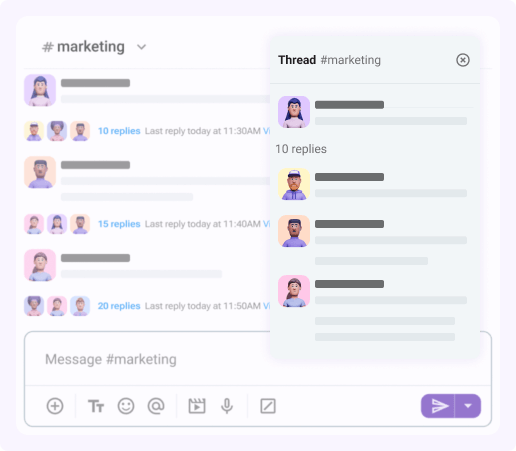 # marketing
10 replies Last reply today at 11:30AM Vi
15 replies Last reply today at 11:40AM Vi
20 replies Last reply today at 11:50AM Vi
Message #marketing
TT
Thread #marketing
10 replies